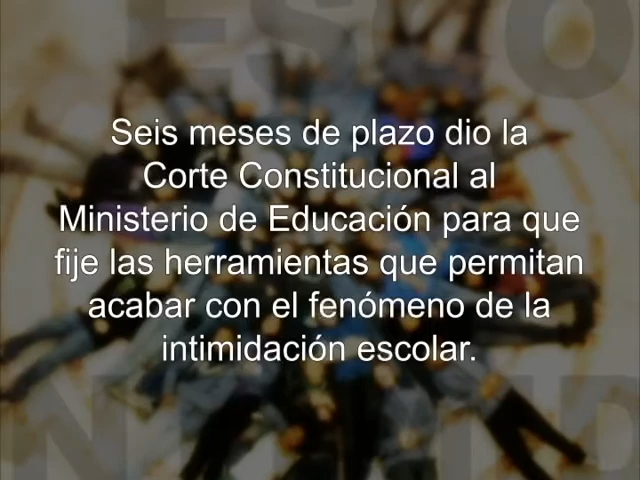 Seis meses de plazo dio la
Corte Constitucional al
Ministerio de Educación para que
fije las herramientas que permitan
acabar con el fenómeno de la
intimidación escolar.